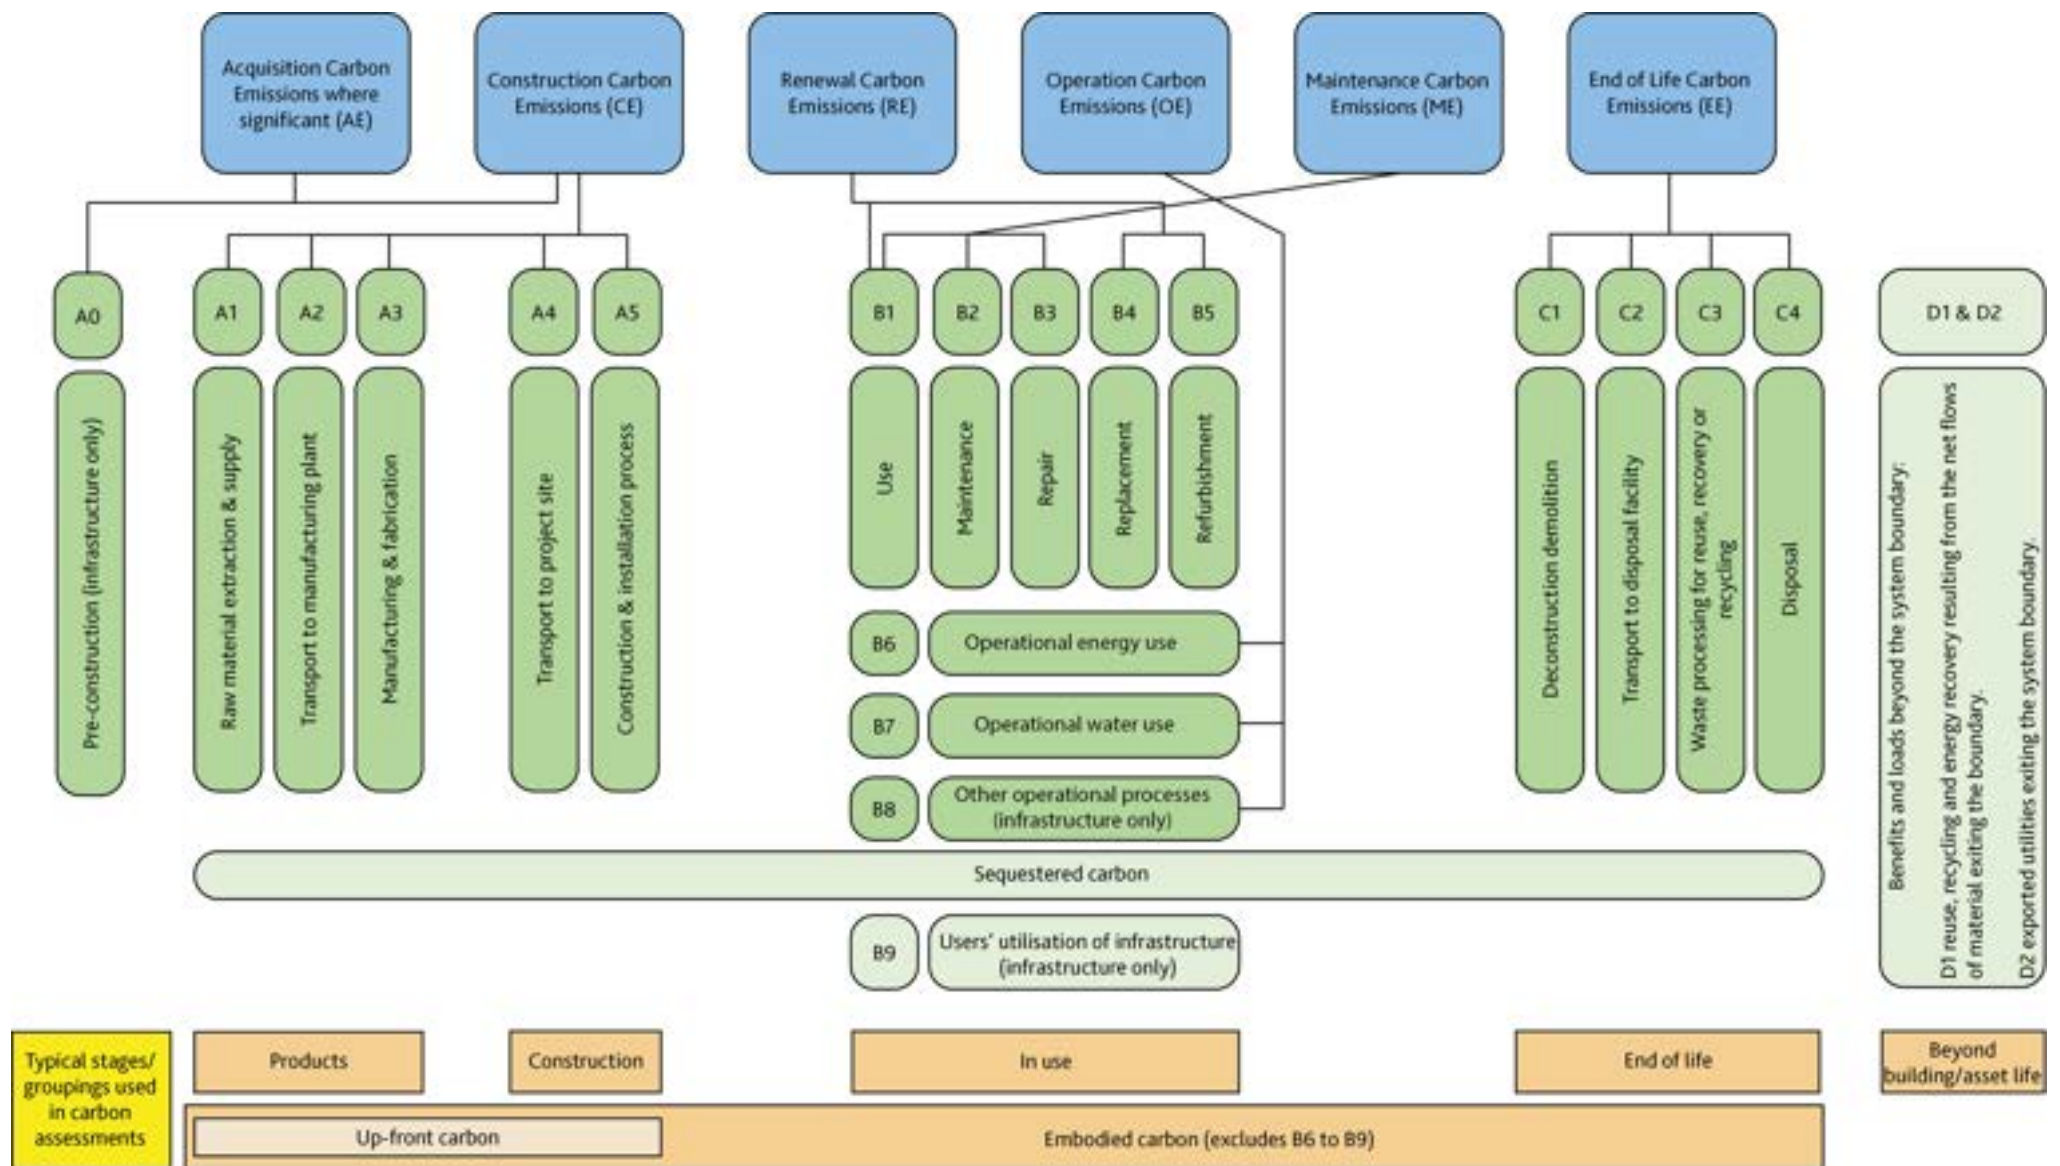 Acquisition Carbon
Emissions where
significant (AE)
Construction Carbon
Emissions (CE)
Renewal Carbon
Emissions (RE)
Operation Carbon
Emissions (OE)
Maintenance Carbon
Emissions (ME)
End of Life Carbon
Emissions (EE)
A0
A1
A2
A3
A4
A5
B1
B2
B3
B4
B5
C1
C2
C3
C4
D1 & D2
Pre-construction (infrastructure only)
Raw material extraction & supply
Transport to manufacturing plant
Manufacturing & fabrication
Transport to project site
Construction & installation process
Use
Maintenance
Repair
Replacement
Refurbishment
Deconstruction demolition
Transport to disposal facility
Waste processing for reuse, recovery or
recycling
Disposal
Benefits and loads beyond the system boundary:
D1 reuse, recycling and energy recovery resulting from the net flows
of material exiting the boundary.
D2 exported utilities exiting the system boundary.
B6
Operational energy use
B7
Operational water use
B8
Other operational processes
(infrastructure only)
Sequestered carbon
B9
Users' utilisation of infrastructure
(infrastructure only)
Typical stages/
groupings used
in carbon
assessments
Products
Construction
In use
End of life
Beyond
building/asset life
Up-front carbon
Embodied carbon (excludes B6 to B9)